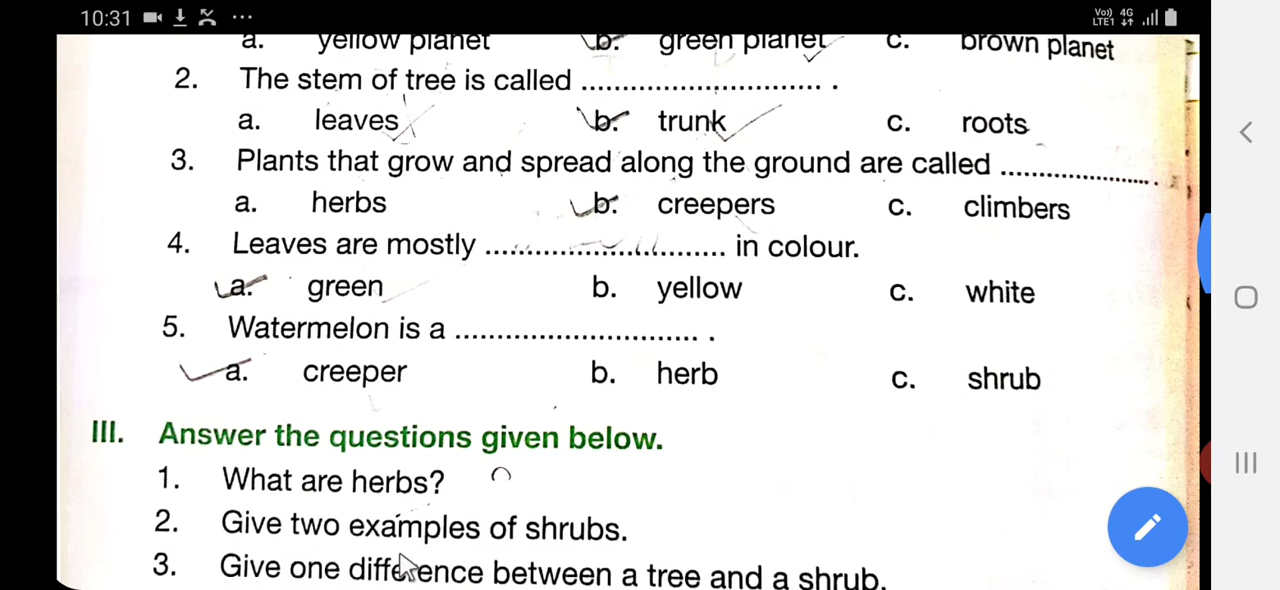 10:31
Vo)) 4G
LTE1
a. yellow planet b. green planet c. brown planet
2. The stem of tree is called ............................ .
a. leaves b. trunk c. roots
3. Plants that grow and spread along the ground are called ............................ .
a. herbs b. creepers c. climbers
4. Leaves are mostly ............................ in colour.
a. green b. yellow c. white
5. Watermelon is a ............................ .
a. creeper b. herb c. shrub
III. Answer the questions given below.
1. What are herbs?
2. Give two examples of shrubs.
3. Give one difference between a tree and a shrub.